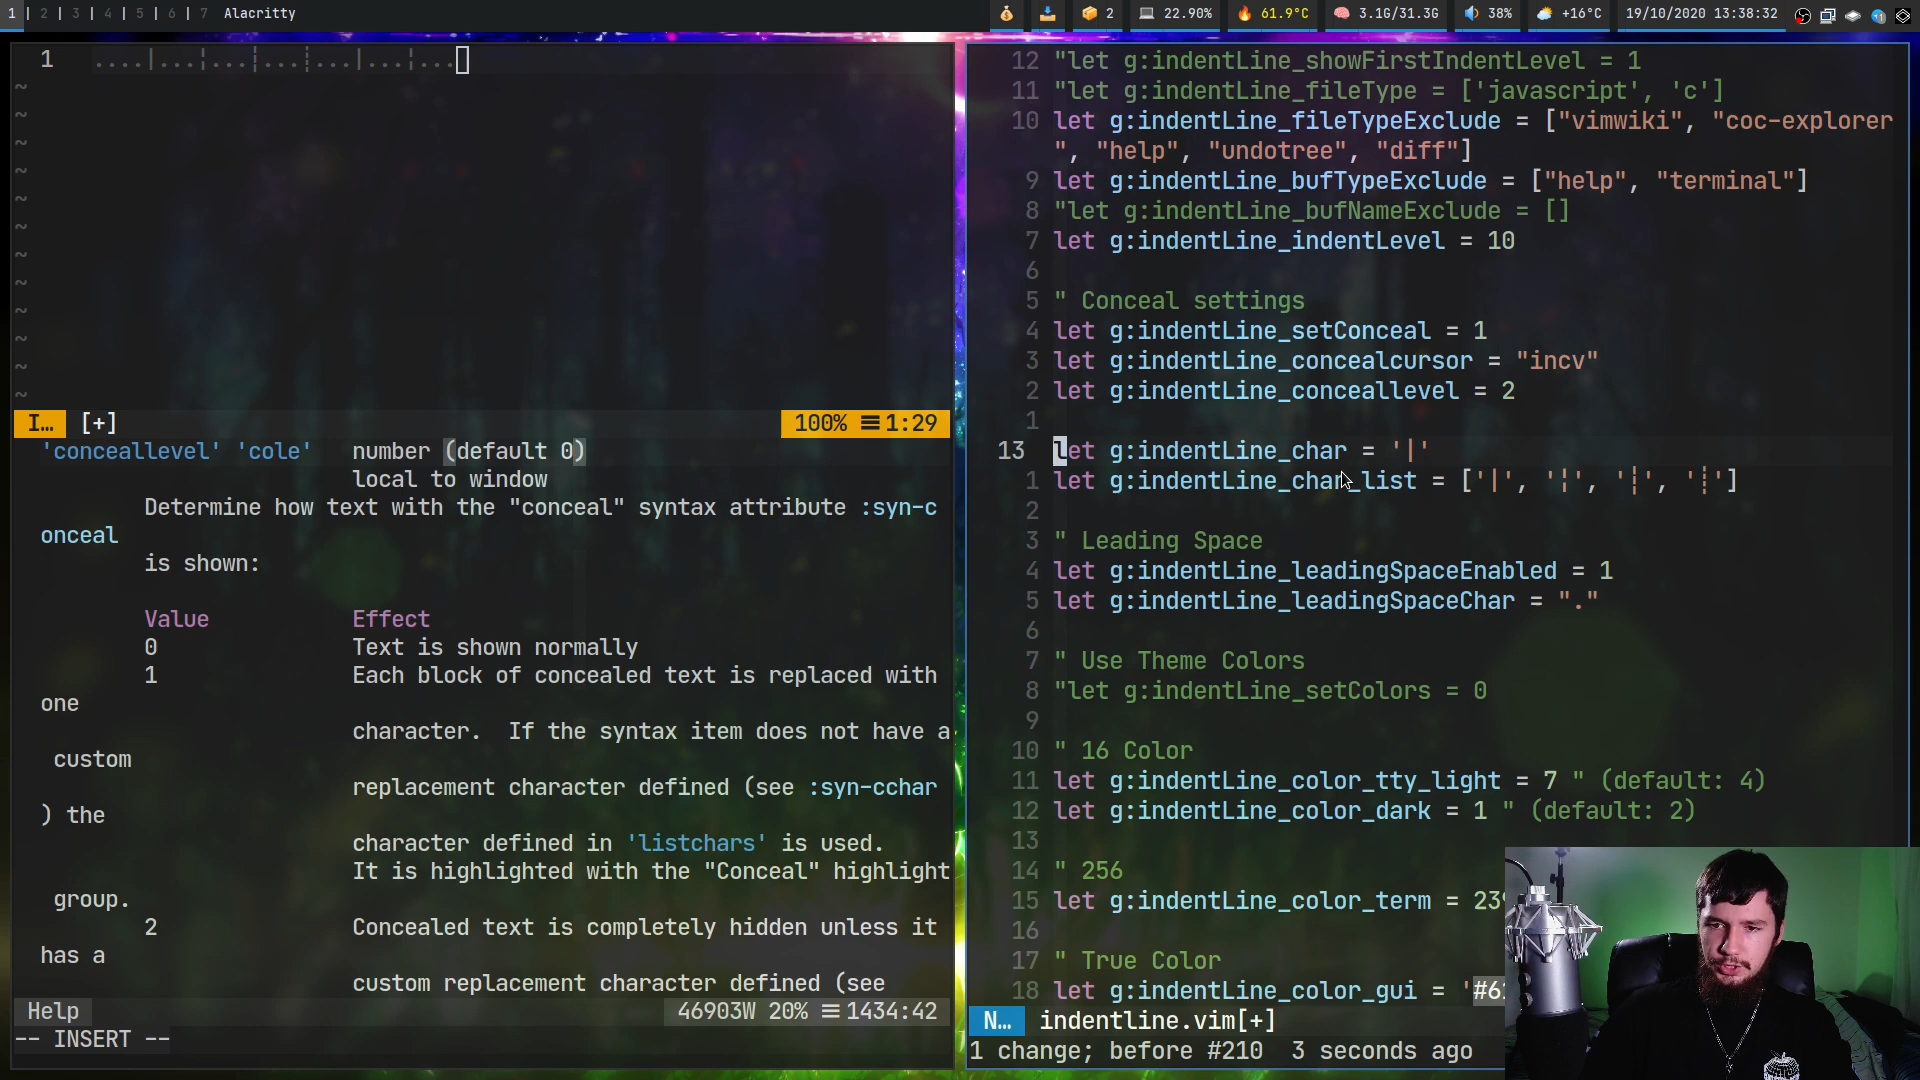 1 | 2 | 3 | 4 | 5 | 6 | 7 Alacritty
2
22.90%
61.9°C
3.1G/31.3G
38%
+16°C
19/10/2020 13:38:32
1 ....|...¦...┆...┊...|...¦...
~
~
~
~
~
~
~
~
~
~
~
~
I… [+] 100% ☰1:29
'conceallevel' 'cole' number (default 0)
local to window
Determine how text with the "conceal" syntax attribute :syn-c
onceal
is shown:
Value Effect
0 Text is shown normally
1 Each block of concealed text is replaced with
one
character. If the syntax item does not have a
custom
replacement character defined (see :syn-cchar
) the
character defined in 'listchars' is used.
It is highlighted with the "Conceal" highlight
group.
2 Concealed text is completely hidden unless it
has a
custom replacement character defined (see
Help 46903W 20% ☰1434:42
-- INSERT --
12 "let g:indentLine_showFirstIndentLevel = 1
11 "let g:indentLine_fileType = ['javascript', 'c']
10 let g:indentLine_fileTypeExclude = ["vimwiki", "coc-explorer
", "help", "undotree", "diff"]
9 let g:indentLine_bufTypeExclude = ["help", "terminal"]
8 "let g:indentLine_bufNameExclude = []
7 let g:indentLine_indentLevel = 10
6
5 " Conceal settings
4 let g:indentLine_setConceal = 1
3 let g:indentLine_concealcursor = "incv"
2 let g:indentLine_conceallevel = 2
1
13 let g:indentLine_char = '|'
1 let g:indentLine_char_list = ['|', '¦', '┆', '┊']
2
3 " Leading Space
4 let g:indentLine_leadingSpaceEnabled = 1
5 let g:indentLine_leadingSpaceChar = "."
6
7 " Use Theme Colors
8 "let g:indentLine_setColors = 0
9
10 " 16 Color
11 let g:indentLine_color_tty_light = 7 " (default: 4)
12 let g:indentLine_color_dark = 1 " (default: 2)
13
14 " 256
15 let g:indentLine_color_term = 239
16
17 " True Color
18 let g:indentLine_color_gui = '#61
N… indentline.vim[+]
1 change; before #210 3 seconds ago